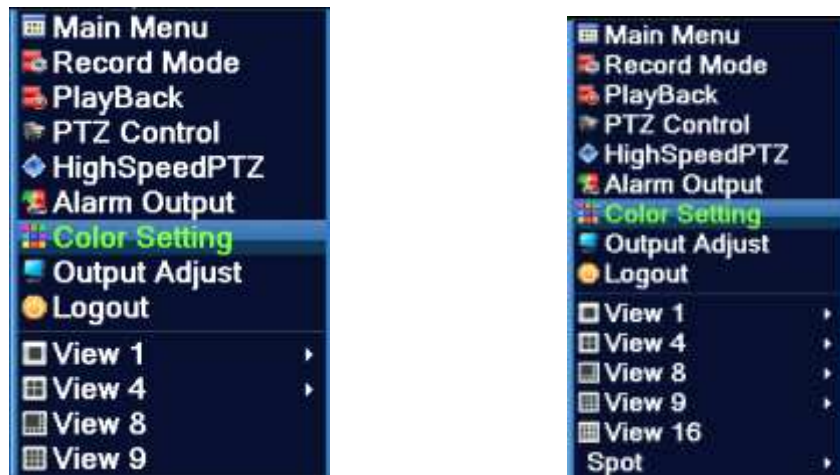 Main Menu
Record Mode
PlayBack
PTZ Control
HighSpeedPTZ
Alarm Output
Color Setting
Output Adjust
Logout
View 1
View 4
View 8
View 9
Main Menu
Record Mode
PlayBack
PTZ Control
HighSpeedPTZ
Alarm Output
Color Setting
Output Adjust
Logout
View 1
View 4
View 8
View 9
View 16
Spot